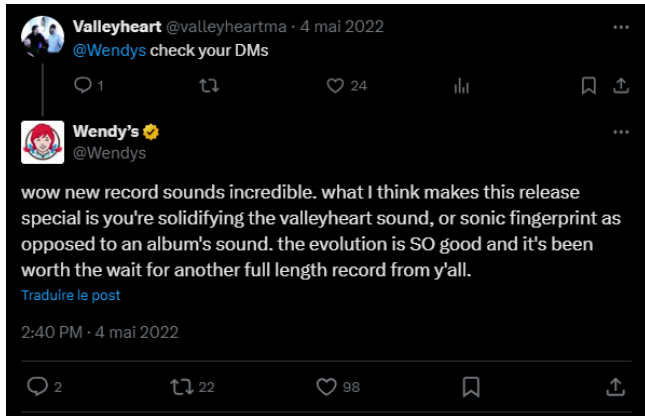 Valleyheart @valleyheartma · 4 mai 2022
@Wendys check your DMs
1 24
Wendy's
@Wendys
wow new record sounds incredible. what I think makes this release
special is you're solidifying the valleyheart sound, or sonic fingerprint as
opposed to an album's sound. the evolution is SO good and it's been
worth the wait for another full length record from y'all.
Traduire le post
2:40 PM · 4 mai 2022
2 22 98